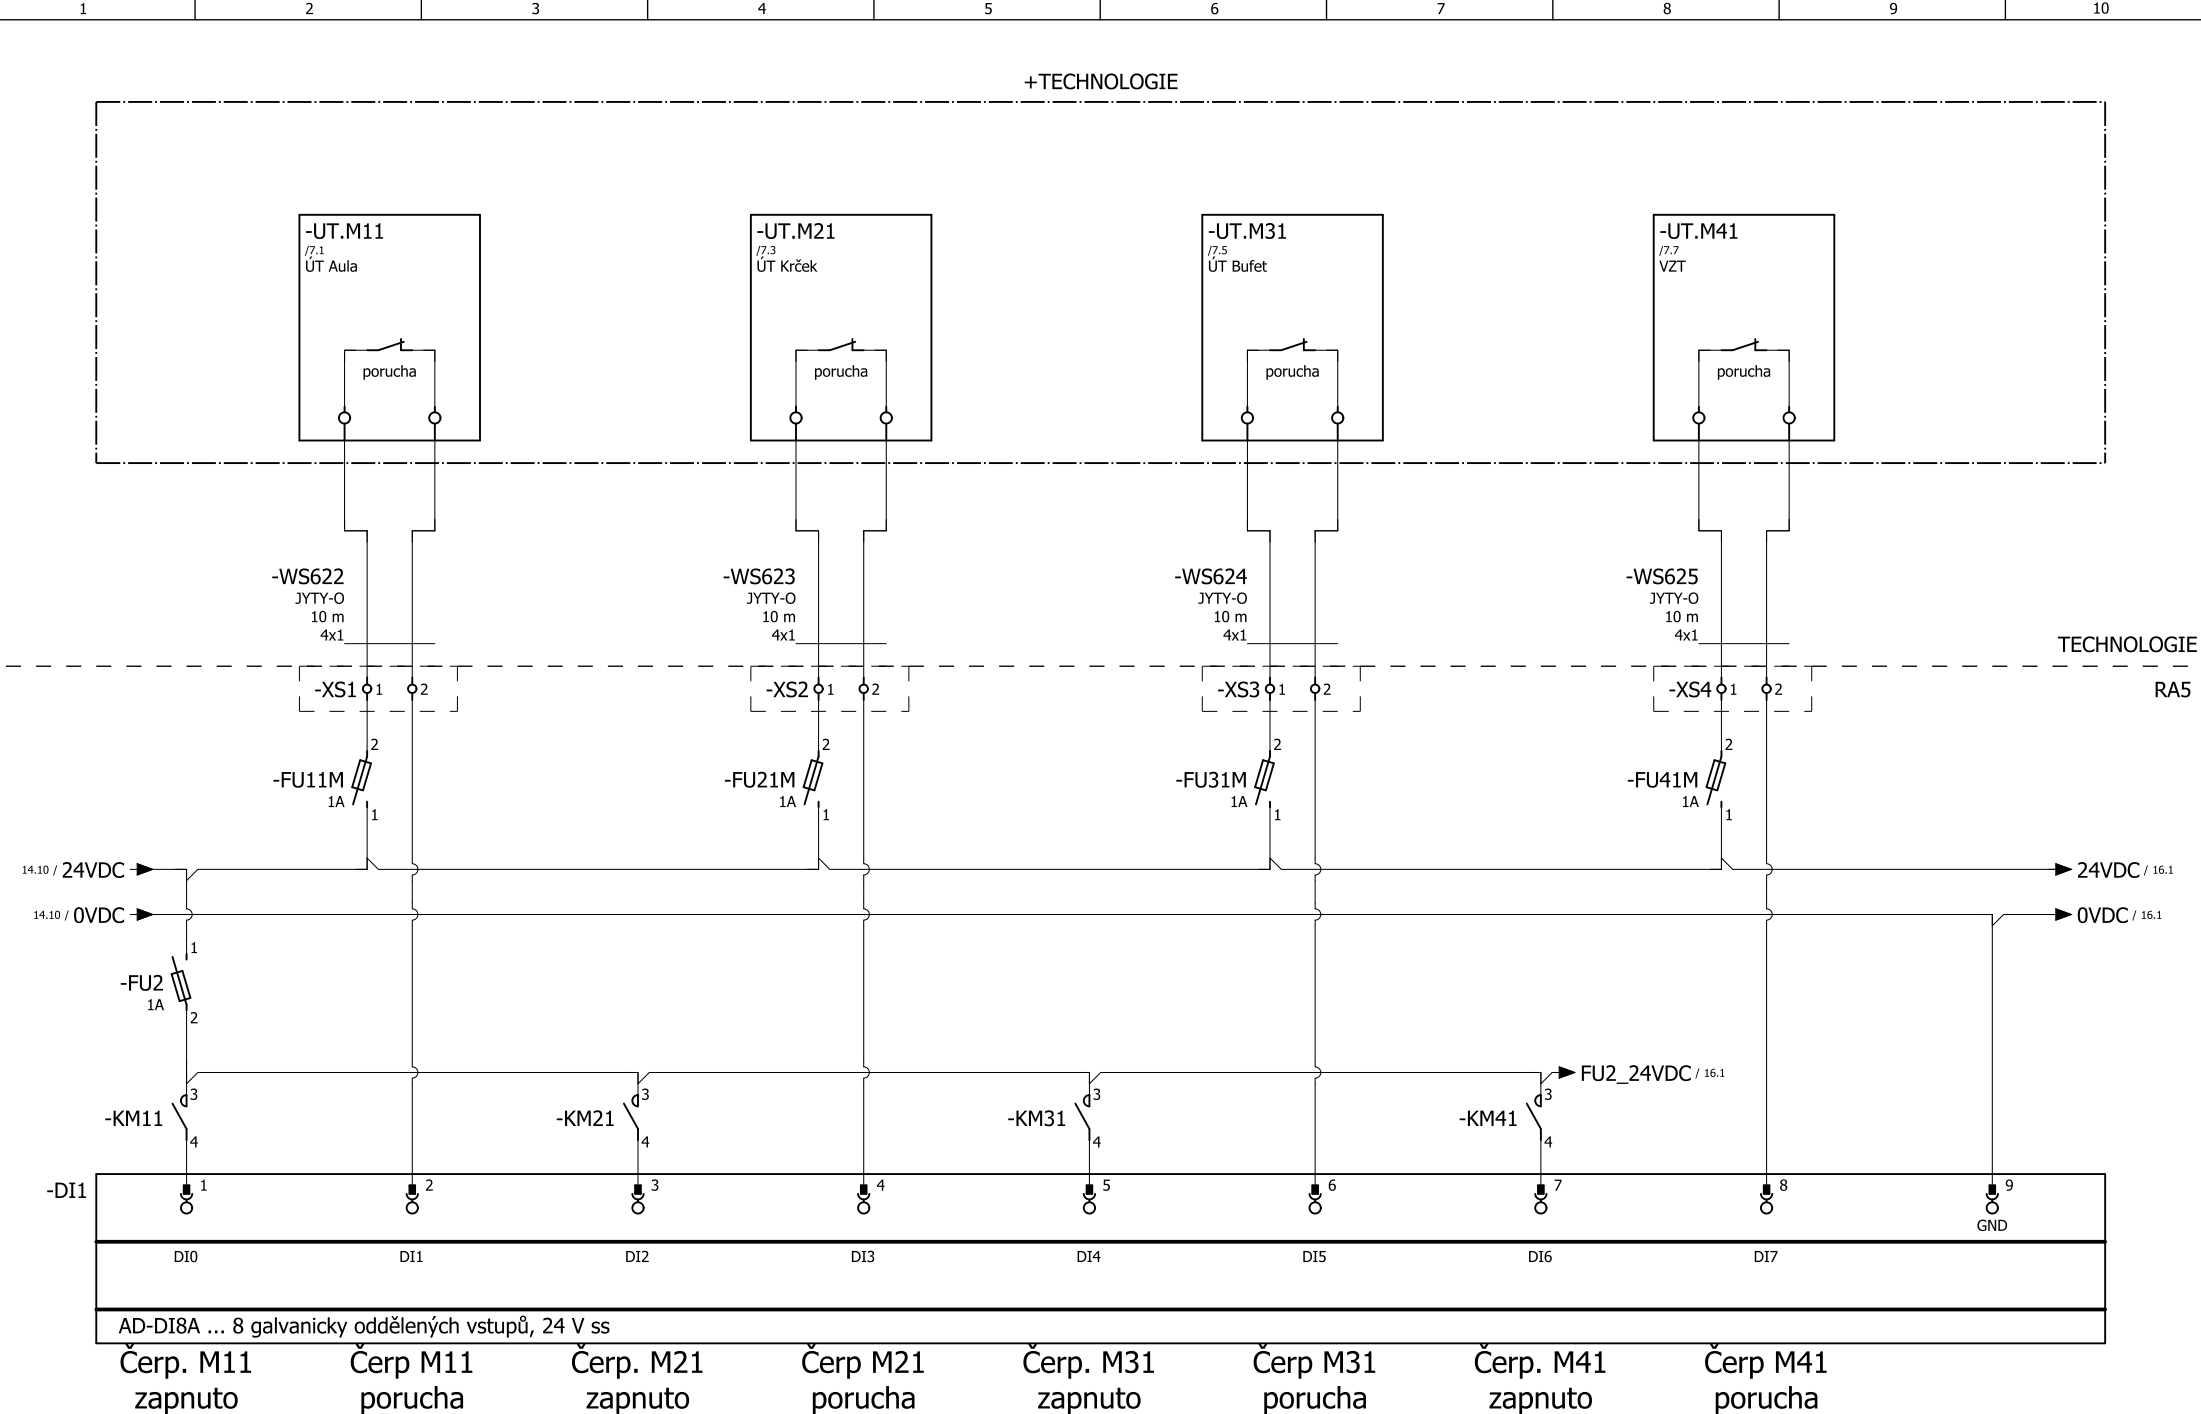 1 2 3 4 5 6 7 8 9 10
+TECHNOLOGIE
-UT.M11
/7.1
ÚT Aula
porucha
-UT.M21
/7.3
ÚT Krček
porucha
-UT.M31
/7.5
ÚT Bufet
porucha
-UT.M41
/7.7
VZT
porucha
-WS622
JYTY-O
10 m
4x1
-WS623
JYTY-O
10 m
4x1
-WS624
JYTY-O
10 m
4x1
-WS625
JYTY-O
10 m
4x1
TECHNOLOGIE
-XS1 1 2
-XS2 1 2
-XS3 1 2
-XS4 1 2
RA5
2
-FU11M
1A
1
2
-FU21M
1A
1
2
-FU31M
1A
1
2
-FU41M
1A
1
14.10 / 24VDC
24VDC / 16.1
14.10 / 0VDC
0VDC / 16.1
1
-FU2
1A
2
FU2_24VDC / 16.1
3
-KM11
4
3
-KM21
4
3
-KM31
4
3
-KM41
4
-DI1 1 2 3 4 5 6 7 8 9
GND
DI0 DI1 DI2 DI3 DI4 DI5 DI6 DI7
AD-DI8A ... 8 galvanicky oddělených vstupů, 24 V ss
Čerp. M11
zapnuto
Čerp M11
porucha
Čerp. M21
zapnuto
Čerp M21
porucha
Čerp. M31
zapnuto
Čerp M31
porucha
Čerp. M41
zapnuto
Čerp M41
porucha